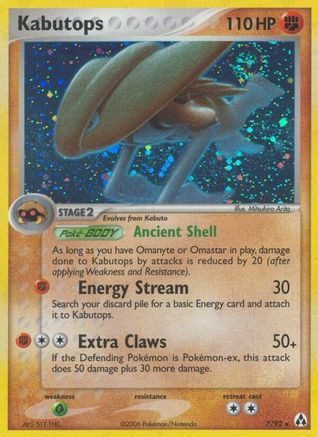 Kabutops 110 HP
Illus. Mitsuhiro Arita
STAGE 2 Evolves from Kabuto
Poké-BODY Ancient Shell
As long as you have Omanyte or Omastar in play, damage
done to Kabutops by attacks is reduced by 20 (after
applying Weakness and Resistance).
Energy Stream 30
Search your discard pile for a basic Energy card and attach
it to Kabutops.
Extra Claws 50+
If the Defending Pokémon is Pokémon-ex, this attack
does 50 damage plus 30 more damage.
weakness resistance retreat cost
©2006 Pokémon/Nintendo 7/92